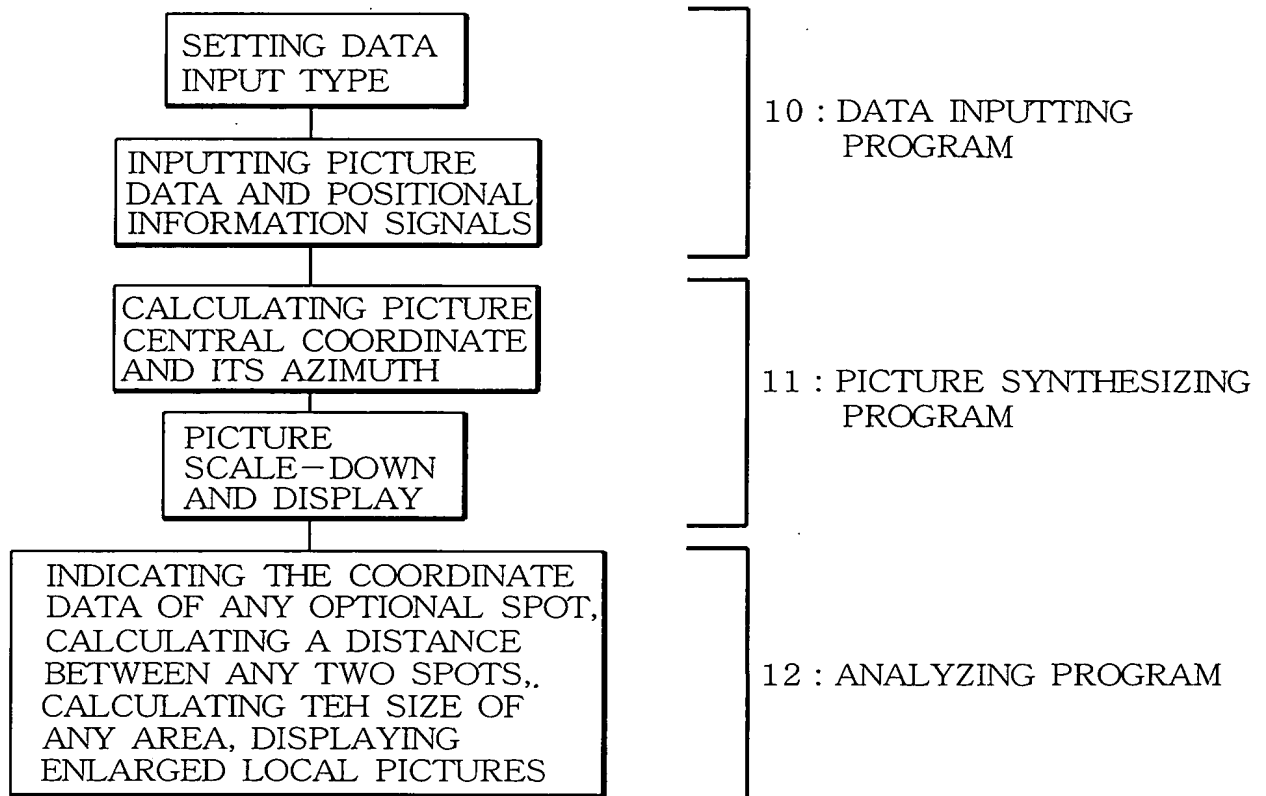 SETTING DATA
INPUT TYPE
INPUTTING PICTURE
DATA AND POSITIONAL
INFORMATION SIGNALS
10 : DATA INPUTTING
PROGRAM
CALCULATING PICTURE
CENTRAL COORDINATE
AND ITS AZIMUTH
PICTURE
SCALE-DOWN
AND DISPLAY
11 : PICTURE SYNTHESIZING
PROGRAM
INDICATING THE COORDINATE
DATA OF ANY OPTIONAL SPOT,
CALCULATING A DISTANCE
BETWEEN ANY TWO SPOTS,.
CALCULATING TEH SIZE OF
ANY AREA, DISPLAYING
ENLARGED LOCAL PICTURES
12 : ANALYZING PROGRAM